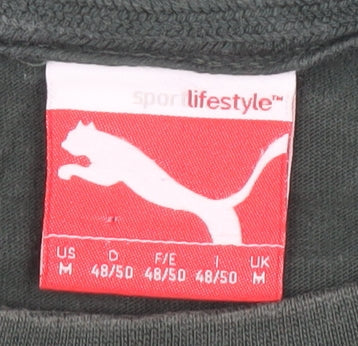 sportlifestyle™
US D F/E I UK
M 48/50 48/50 48/50 M